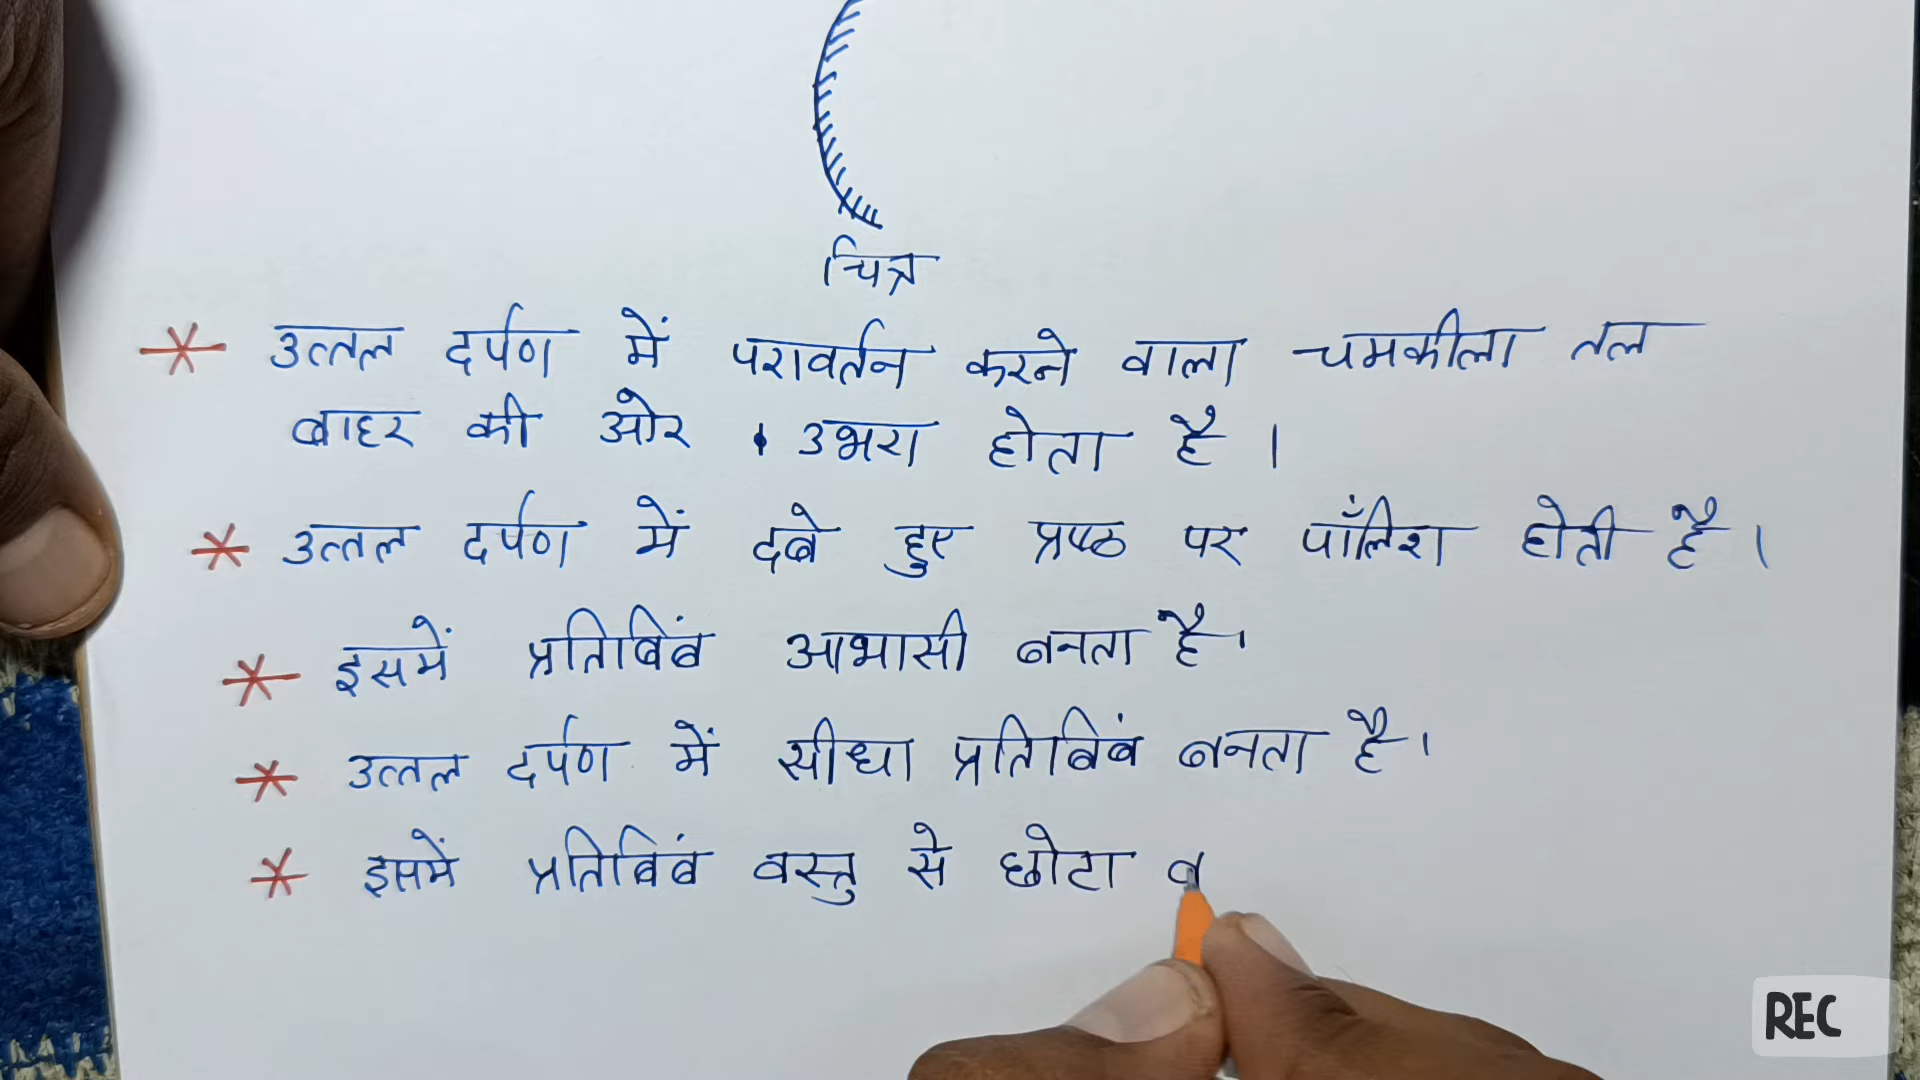 चित्र
उत्तल दर्पण में परावर्तन करने वाला चमकीला तल
बाहर की ओर उभरा होता है ।
उत्तल दर्पण में दबे हुए प्रष्ठ पर पॉंलिश होती है ।
इसमें प्रतिबिंब आभासी बनता है ।
उत्तल दर्पण में सीधा प्रतिबिंब बनता है ।
इसमें प्रतिबिंब वस्तु से छोटा
REC